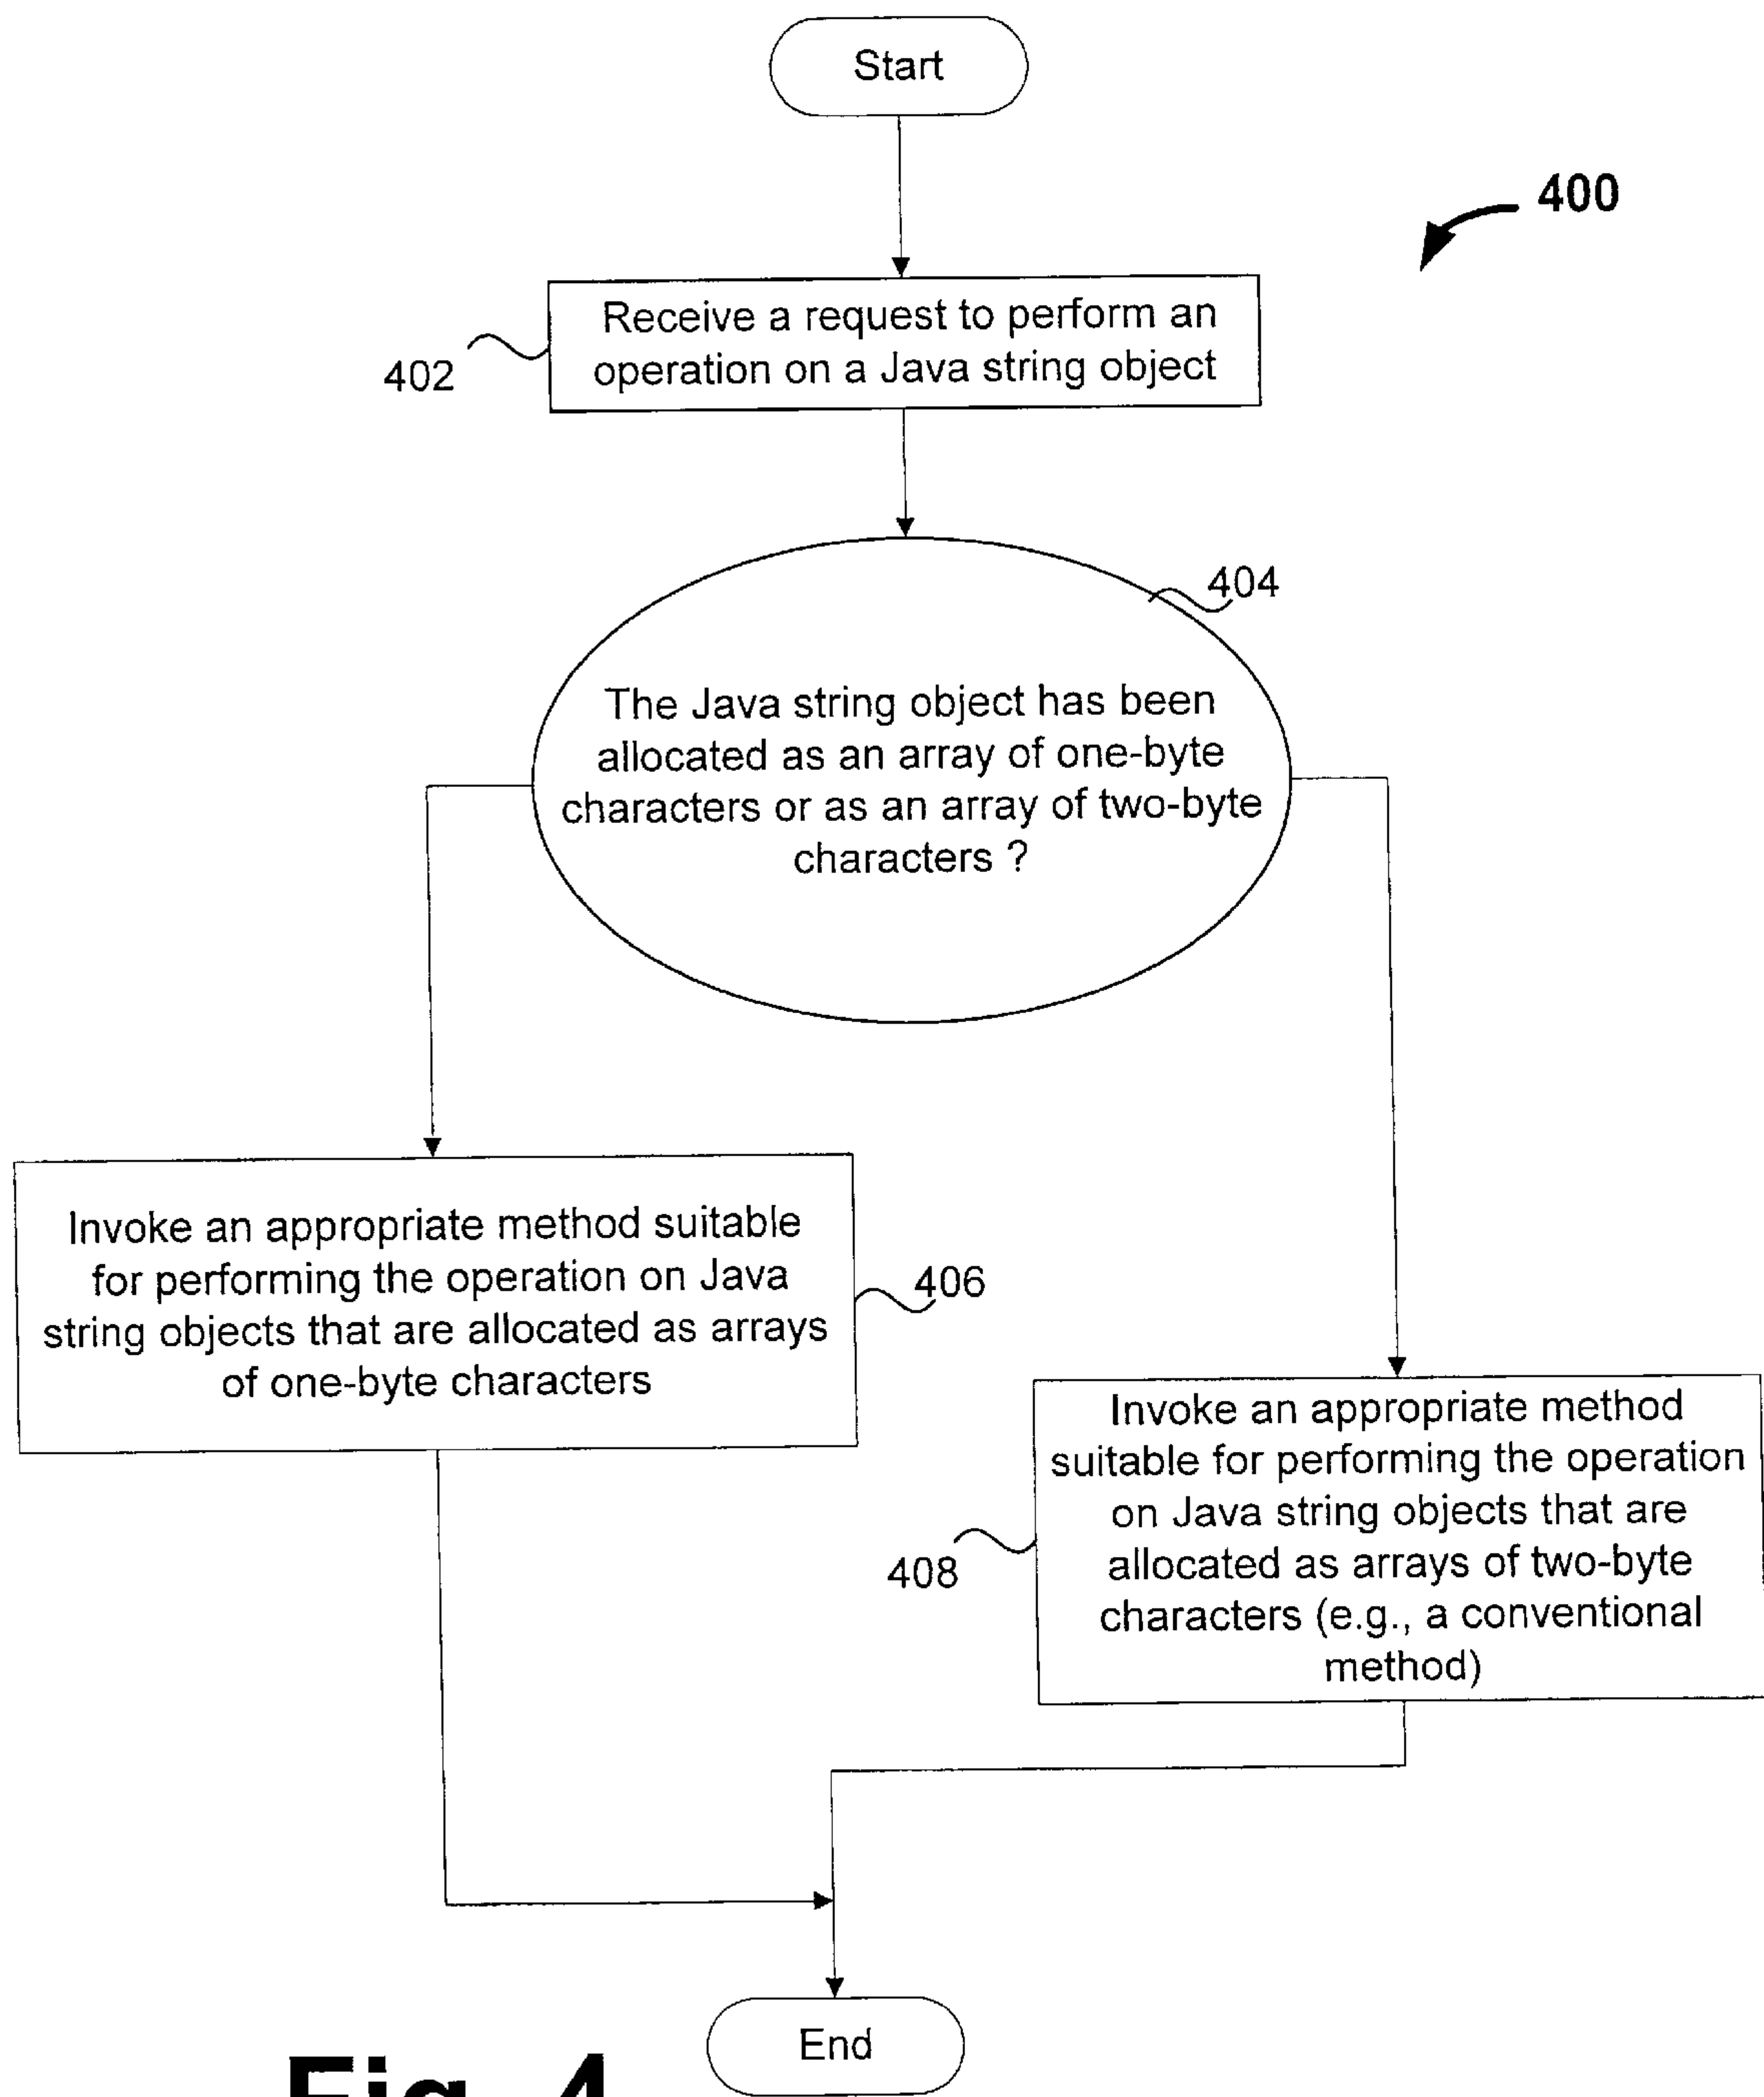 Start
400
Receive a request to perform an
operation on a Java string object
402
404
The Java string object has been
allocated as an array of one-byte
characters or as an array of two-byte
characters ?
Invoke an appropriate method suitable
for performing the operation on Java
string objects that are allocated as arrays
of one-byte characters
406
Invoke an appropriate method
suitable for performing the operation
on Java string objects that are
allocated as arrays of two-byte
characters (e.g., a conventional
method)
408
End
Fig. 4